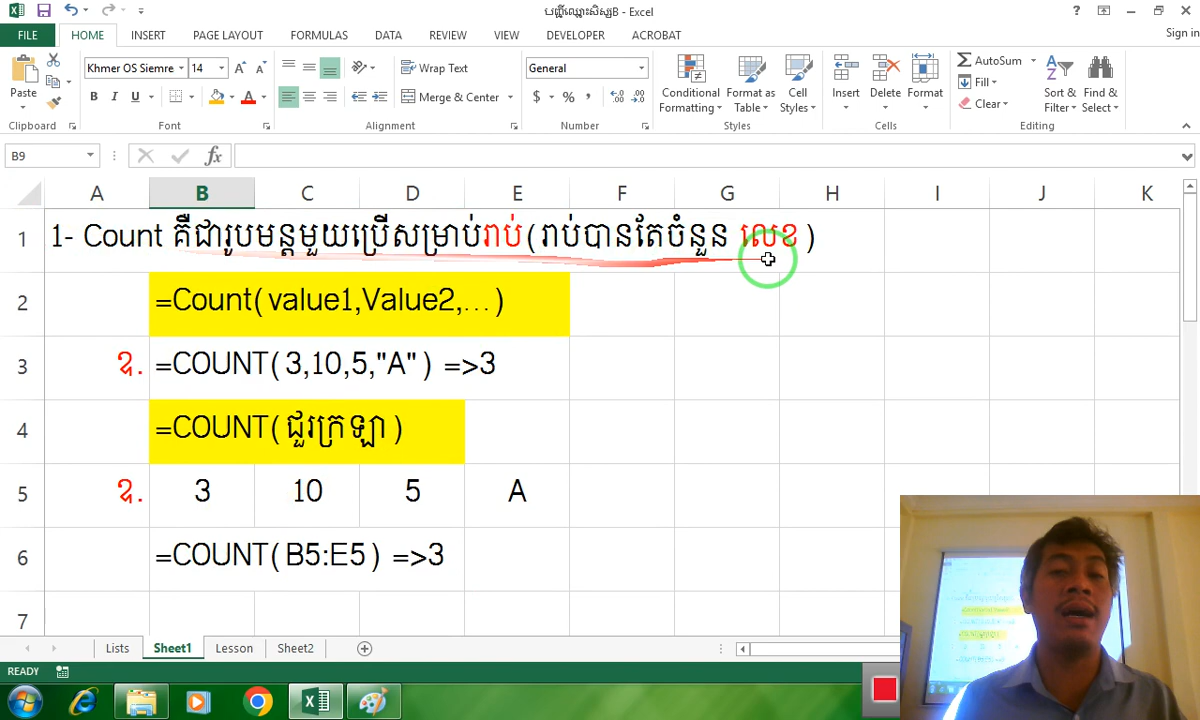 បញ្ជីឈ្មោះសិស្សB - Excel
Sign in
FILE HOME INSERT PAGE LAYOUT FORMULAS DATA REVIEW VIEW DEVELOPER ACROBAT
Paste
Clipboard
Khmer OS Siemre 14
B I U
Font
Wrap Text
Merge & Center
Alignment
General
$ % ,
Number
Conditional Formatting
Format as Table
Cell Styles
Styles
Insert Delete Format
Cells
AutoSum
Fill
Clear
Sort & Filter
Find & Select
Editing
B9
fx
A B C D E F G H I J K
1 1- Count គឺជារូបមន្តមួយប្រើសម្រាប់រាប់(រាប់បានតែចំនួន លេខ)
2 =Count(value1,Value2,...)
3 ឧ. =COUNT(3,10,5,"A") =>3
4 =COUNT(ជួរក្រឡា)
5 ឧ. 3 10 5 A
6 =COUNT(B5:E5) =>3
7
Lists Sheet1 Lesson Sheet2
READY